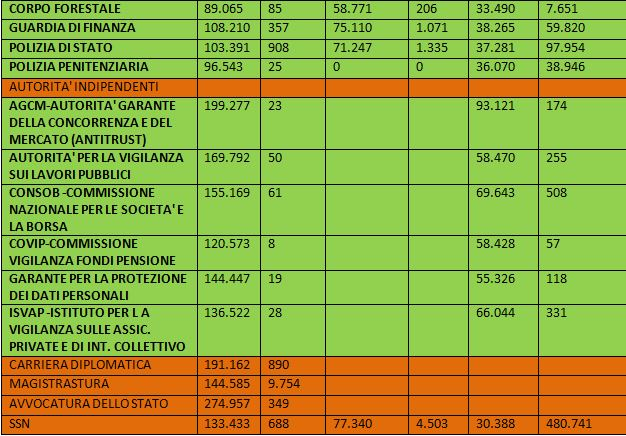 CORPO FORESTALE 89.065 85 58.771 206 33.490 7.651
GUARDIA DI FINANZA 108.210 357 75.110 1.071 38.265 59.820
POLIZIA DI STATO 103.391 908 71.247 1.335 37.281 97.954
POLIZIA PENITENZIARIA 96.543 25 0 0 36.070 38.946
AUTORITA' INDIPENDENTI
AGCM-AUTORITA' GARANTE 199.277 23 93.121 174
DELLA CONCORRENZA E DEL
MERCATO (ANTITRUST)
AUTORITA' PER LA VIGILANZA 169.792 50 58.470 255
SUI LAVORI PUBBLICI
CONSOB -COMMISSIONE 155.169 61 69.643 508
NAZIONALE PER LE SOCIETA' E
LA BORSA
COVIP-COMMISSIONE 120.573 8 58.428 57
VIGILANZA FONDI PENSIONE
GARANTE PER LA PROTEZIONE 144.447 19 55.326 118
DEI DATI PERSONALI
ISVAP -ISTITUTO PER L A 136.522 28 66.044 331
VIGILANZA SULLE ASSIC.
PRIVATE E DI INT. COLLETTIVO
CARRIERA DIPLOMATICA 191.162 890
MAGISTRASTURA 144.585 9.754
AVVOCATURA DELLO STATO 274.957 349
SSN 133.433 688 77.340 4.503 30.388 480.741